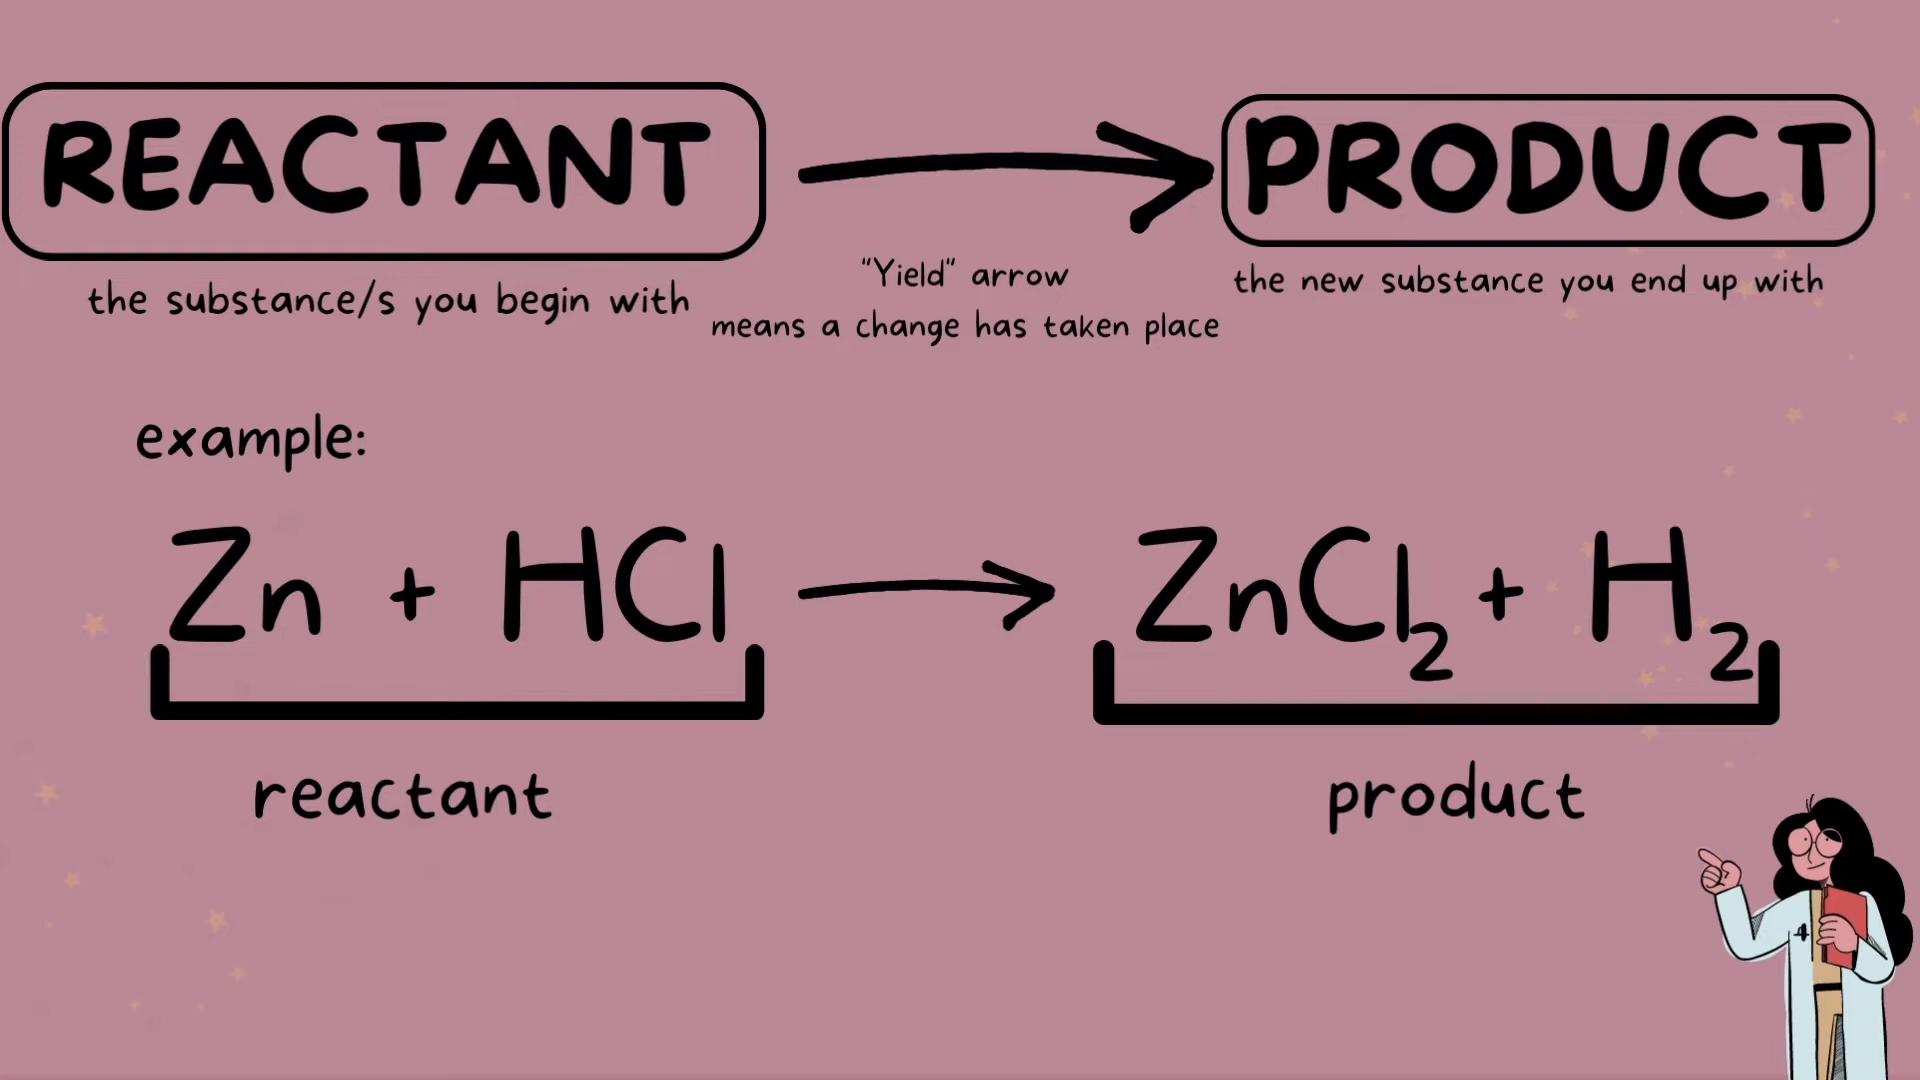 REACTANT
PRODUCT
the substance/s you begin with
"Yield" arrow
means a change has taken place
the new substance you end up with
example:
Zn + HCl
ZnCl₂ + H₂
reactant
product